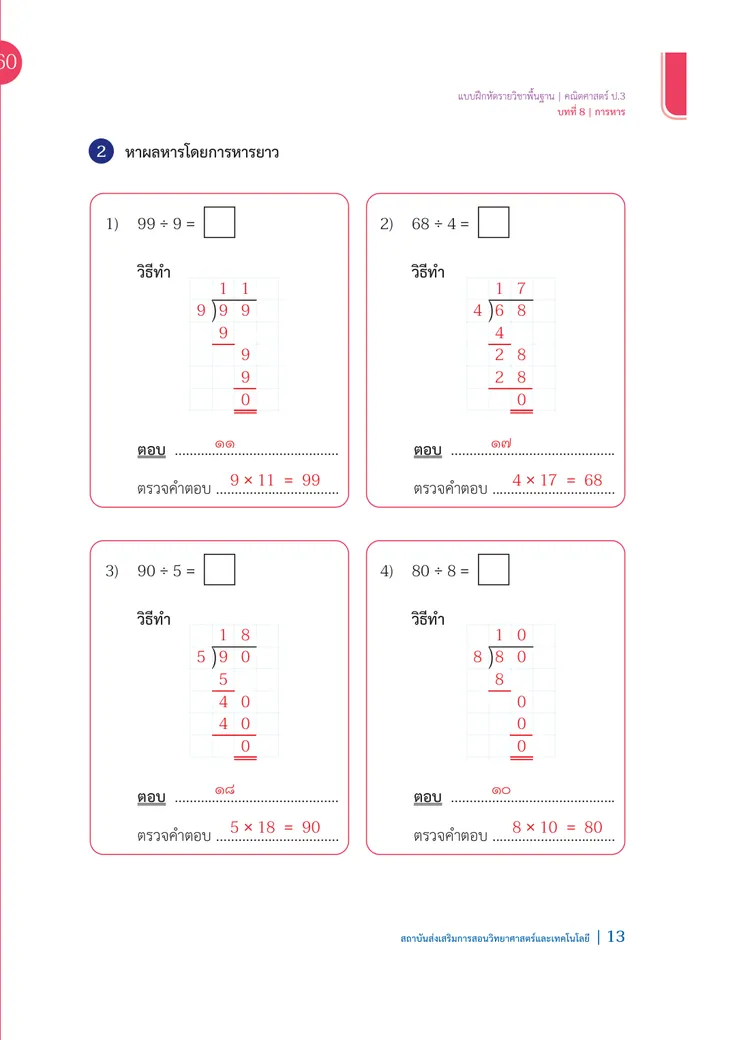 60
แบบฝึกหัดรายวิชาพื้นฐาน | คณิตศาสตร์ ป.3
บทที่ 8 | การหาร
2 หาผลหารโดยการหารยาว
1) 99 ÷ 9 =
วิธีทำ
1 1
9 ) 9 9
9
9
9
0
ตอบ ๑๑
ตรวจคำตอบ 9 × 11 = 99
2) 68 ÷ 4 =
วิธีทำ
1 7
4 ) 6 8
4
2 8
2 8
0
ตอบ ๑๗
ตรวจคำตอบ 4 × 17 = 68
3) 90 ÷ 5 =
วิธีทำ
1 8
5 ) 9 0
5
4 0
4 0
0
ตอบ ๑๘
ตรวจคำตอบ 5 × 18 = 90
4) 80 ÷ 8 =
วิธีทำ
1 0
8 ) 8 0
8
0
0
0
ตอบ ๑๐
ตรวจคำตอบ 8 × 10 = 80
สถาบันส่งเสริมการสอนวิทยาศาสตร์และเทคโนโลยี | 13